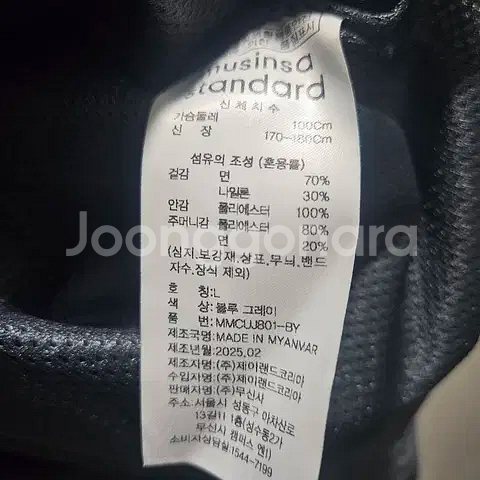 musinsa
standard
신체치수
가슴둘레 100Cm
신 장 170-180Cm
섬유의 조성 (혼용률)
겉감 면 70%
나일론 30%
안감 폴리에스터 100%
주머니감 폴리에스터 80%
면 20%
(심지.보강재.상표.무늬.밴드
자수.장식 제외)
호 칭:L
색 상:블루 그레이
품 번:MMCUJ801-BY
제조국명:MADE IN MYANMAR
제조년월:2025.02
제조자명:(주)제이랜드코리아
수입자명:(주)제이랜드코리아
판매자명:(주)무신사
주소:서울시 성동구 아차산로
13길11 1층(성수동2가
무신사 캠퍼스 엔1)
소비자상담실:1544-7199
Joongonara